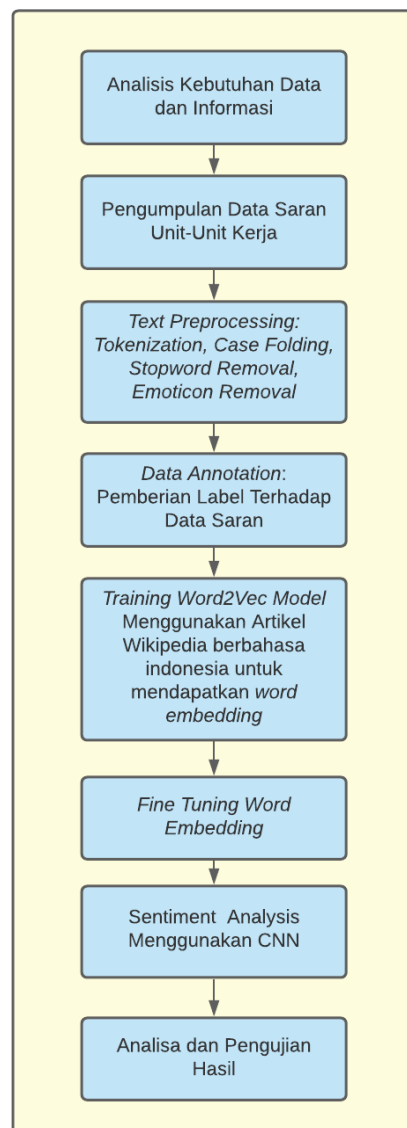 Analisis Kebutuhan Data
dan Informasi
Pengumpulan Data Saran
Unit-Unit Kerja
Text Preprocessing:
Tokenization, Case Folding,
Stopword Removal,
Emoticon Removal
Data Annotation:
Pemberian Label Terhadap
Data Saran
Training Word2Vec Model
Menggunakan Artikel
Wikipedia berbahasa
indonesia untuk
mendapatkan word
embedding
Fine Tuning Word
Embedding
Sentiment Analysis
Menggunakan CNN
Analisa dan Pengujian
Hasil